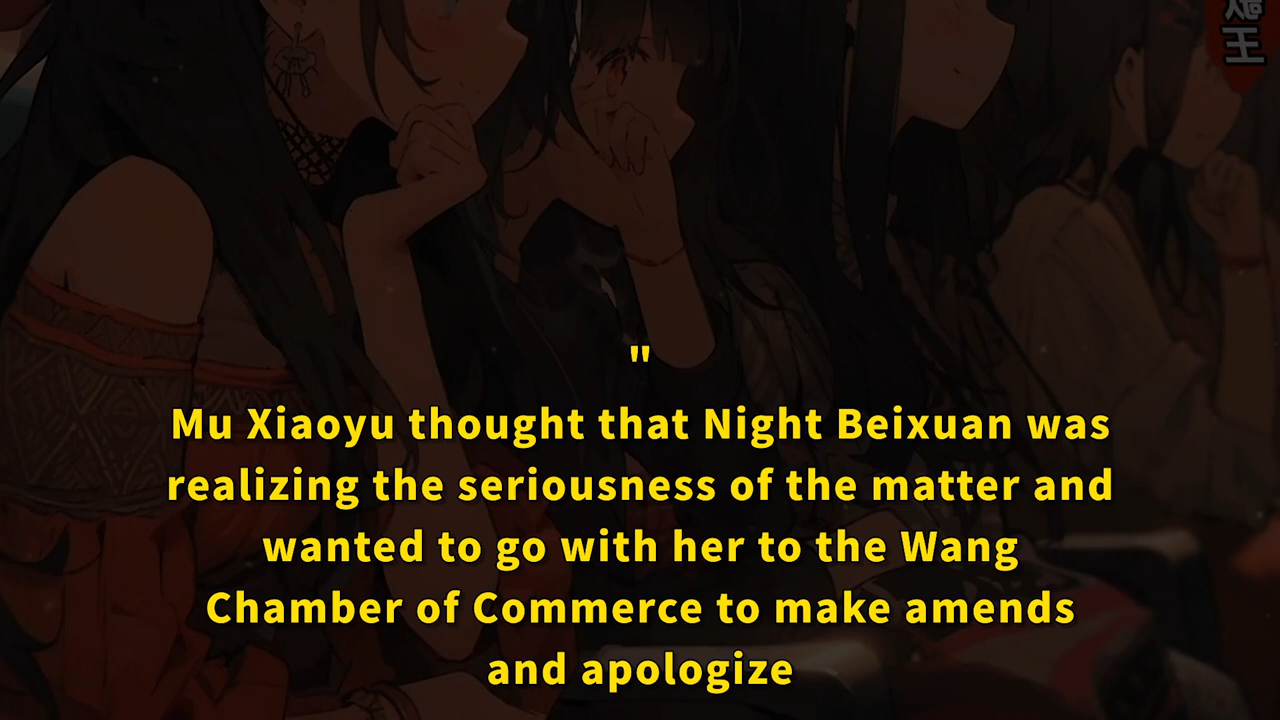 "
Mu Xiaoyu thought that Night Beixuan was
realizing the seriousness of the matter and
wanted to go with her to the Wang
Chamber of Commerce to make amends
and apologize
王